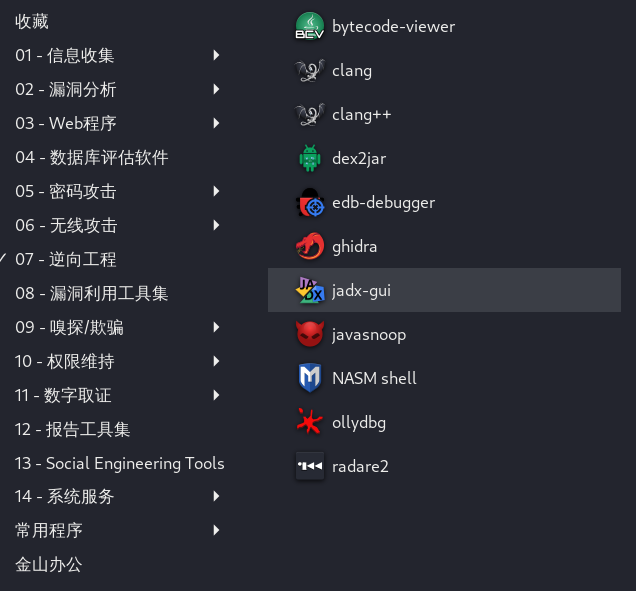 收藏
01 - 信息收集
02 - 漏洞分析
03 - Web程序
04 - 数据库评估软件
05 - 密码攻击
06 - 无线攻击
07 - 逆向工程
08 - 漏洞利用工具集
09 - 嗅探/欺骗
10 - 权限维持
11 - 数字取证
12 - 报告工具集
13 - Social Engineering Tools
14 - 系统服务
常用程序
金山办公
BCV
bytecode-viewer
clang
clang++
dex2jar
edb-debugger
ghidra
JADX
jadx-gui
javasnoop
M
NASM shell
ollydbg
radare2